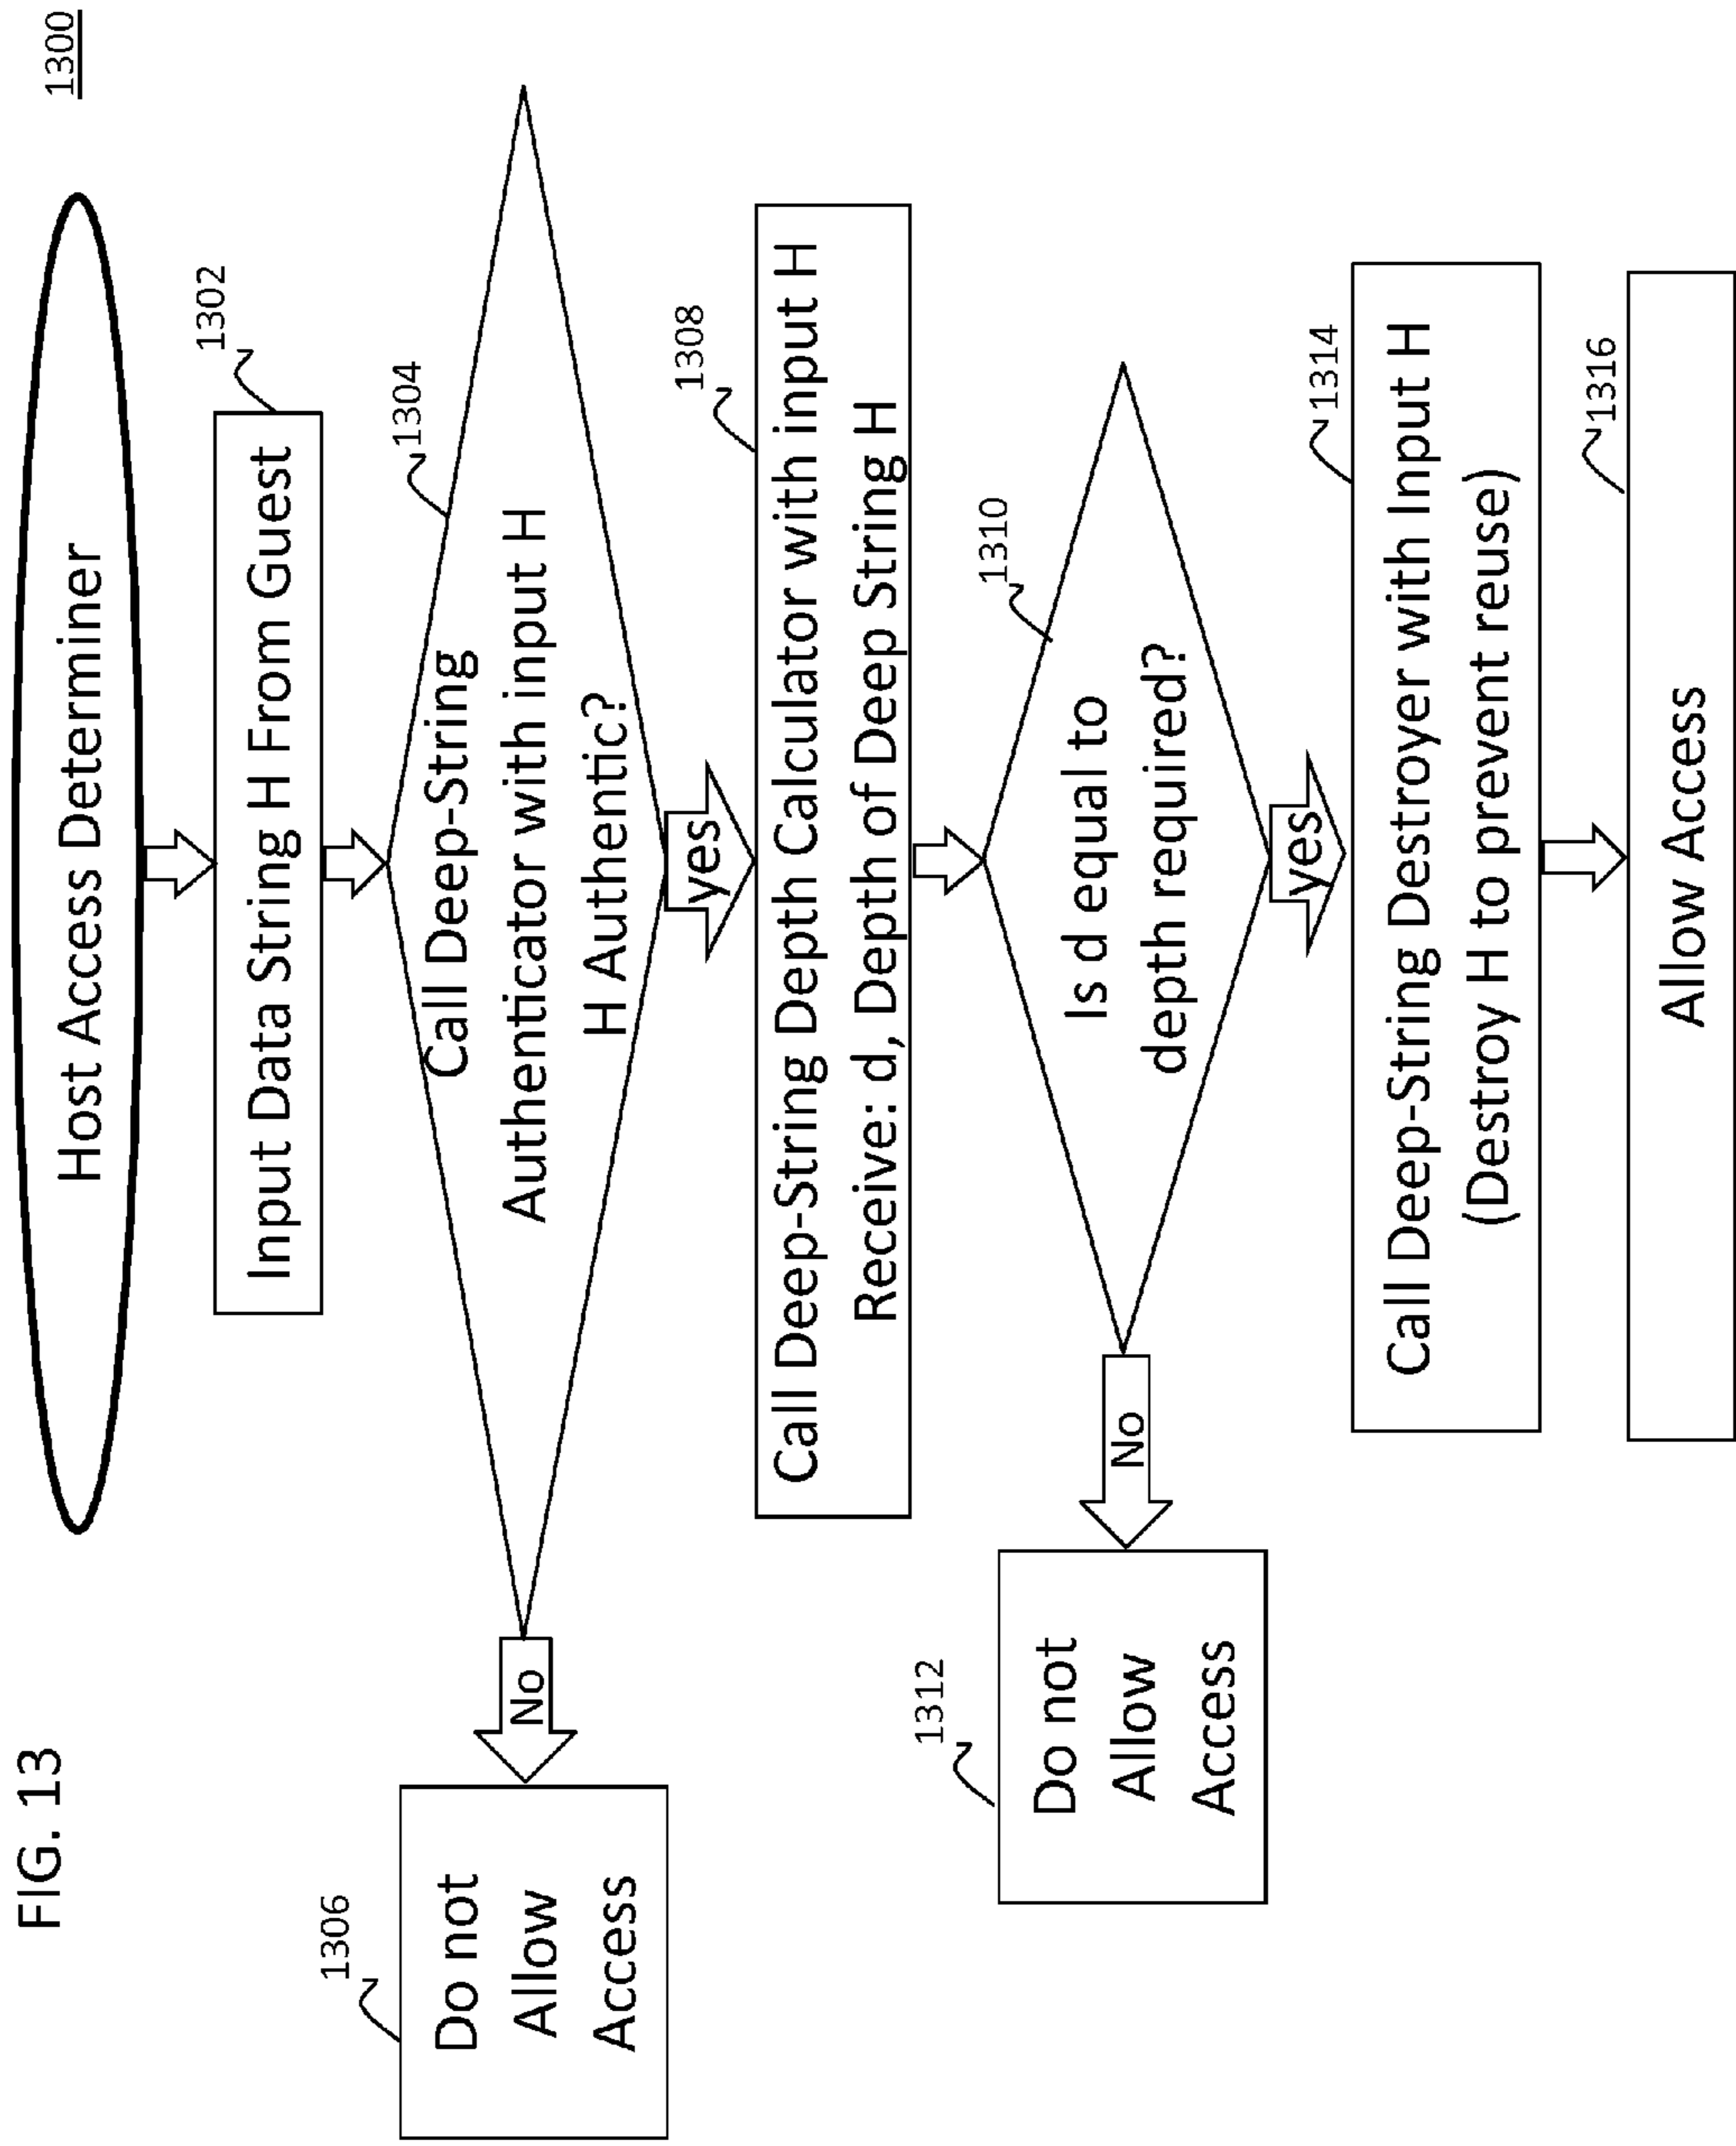 FIG. 13
1300
Host Access Determiner
1302
Input Data String H From Guest
1304
Call Deep-String
Authenticator with input H
H Authentic?
No
1306
Do not
Allow
Access
yes
1308
Call Deep-String Depth Calculator with input H
Receive: d, Depth of Deep String H
1310
Is d equal to
depth required?
No
1312
Do not
Allow
Access
yes
1314
Call Deep-String Destroyer with Input H
(Destroy H to prevent reuse)
1316
Allow Access